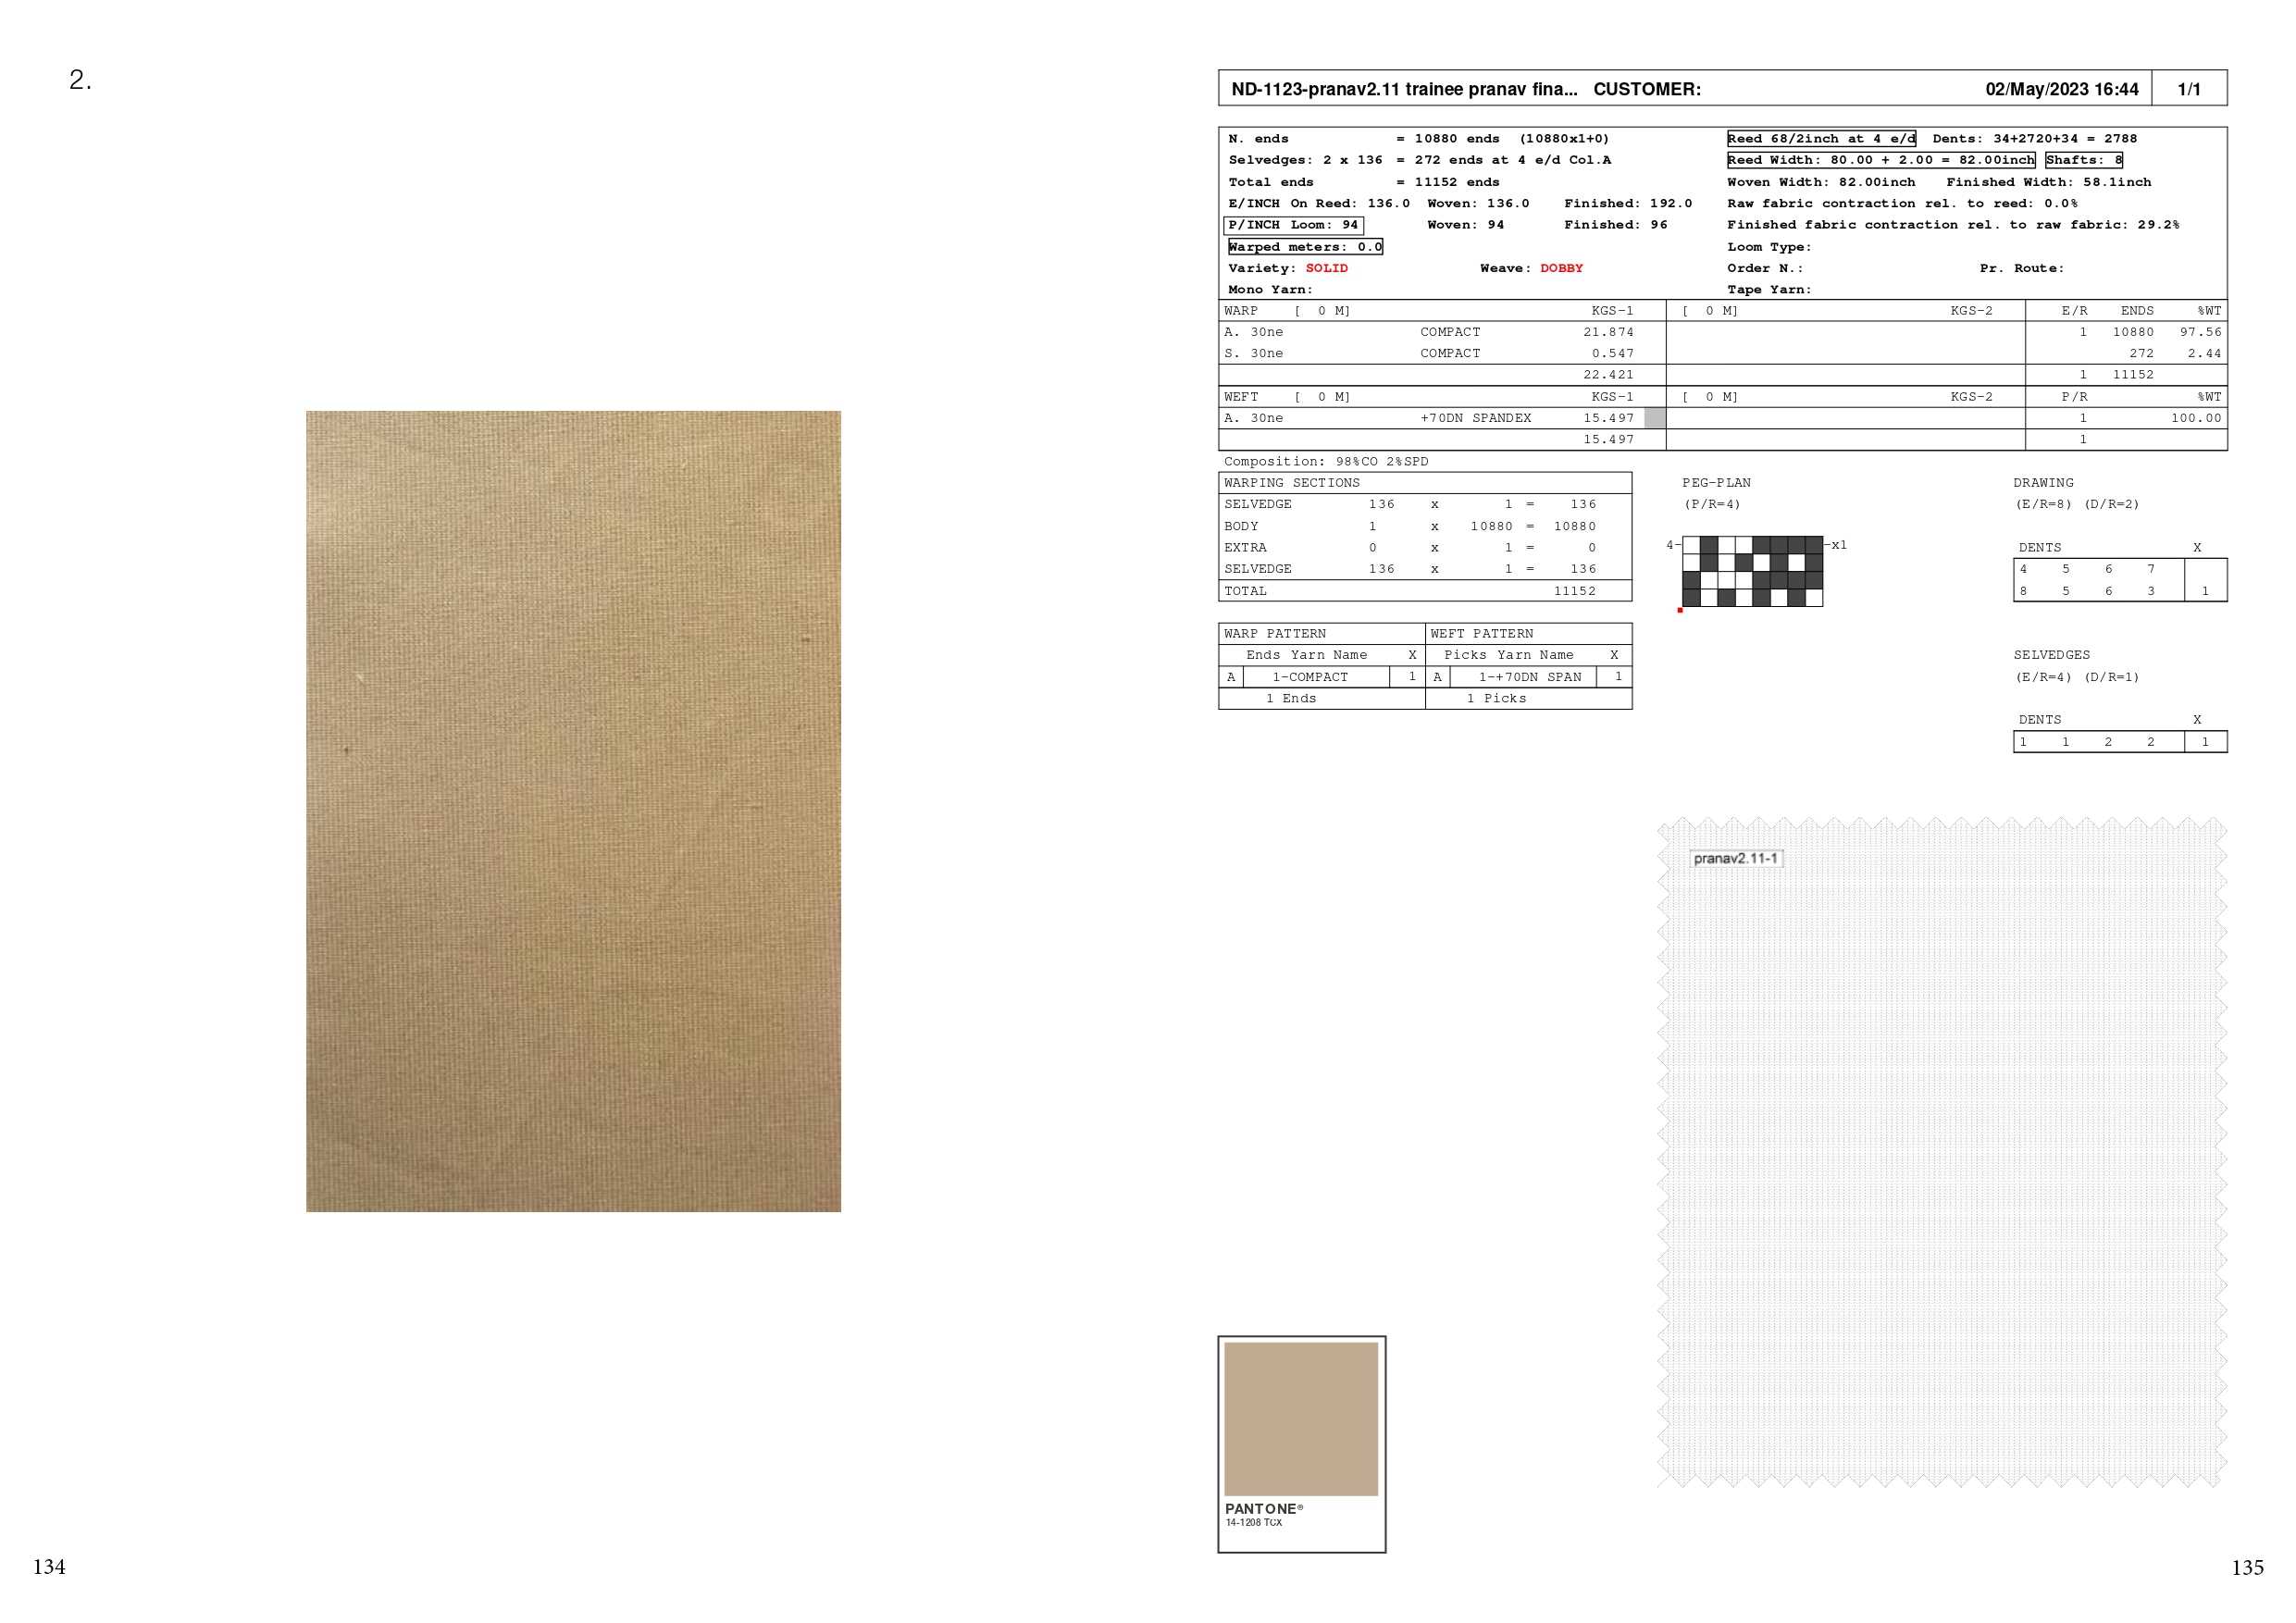 2.
ND-1123-pranav2.11 trainee pranav fina... CUSTOMER: 02/May/2023 16:44 1/1
N. ends = 10880 ends (10880x1+0) Reed 68/2inch at 4 e/d Dents: 34+2720+34 = 2788
Selvedges: 2 x 136 = 272 ends at 4 e/d Col.A Reed Width: 80.00 + 2.00 = 82.00inch Shafts: 8
Total ends = 11152 ends Woven Width: 82.00inch Finished Width: 58.1inch
E/INCH On Reed: 136.0 Woven: 136.0 Finished: 192.0 Raw fabric contraction rel. to reed: 0.0%
P/INCH Loom: 94 Woven: 94 Finished: 96 Finished fabric contraction rel. to raw fabric: 29.2%
Warped meters: 0.0 Loom Type:
Variety: SOLID Weave: DOBBY Order N.: Pr. Route:
Mono Yarn: Tape Yarn:
WARP [ 0 M] KGS-1 [ 0 M] KGS-2 E/R ENDS %WT
A. 30ne COMPACT 21.874 1 10880 97.56
S. 30ne COMPACT 0.547 272 2.44
22.421 1 11152
WEFT [ 0 M] KGS-1 [ 0 M] KGS-2 P/R %WT
A. 30ne +70DN SPANDEX 15.497 1 100.00
15.497 1
Composition: 98%CO 2%SPD
WARPING SECTIONS
SELVEDGE 136 x 1 = 136
BODY 1 x 10880 = 10880
EXTRA 0 x 1 = 0
SELVEDGE 136 x 1 = 136
TOTAL 11152
PEG-PLAN
(P/R=4)
4- -x1
DRAWING
(E/R=8) (D/R=2)
DENTS X
4 5 6 7
8 5 6 3 1
WARP PATTERN WEFT PATTERN
Ends Yarn Name X Picks Yarn Name X
A 1-COMPACT 1 A 1-+70DN SPAN 1
1 Ends 1 Picks
SELVEDGES
(E/R=4) (D/R=1)
DENTS X
1 1 2 2 1
pranav2.11-1
PANTONE®
14-1208 TCX
134
135